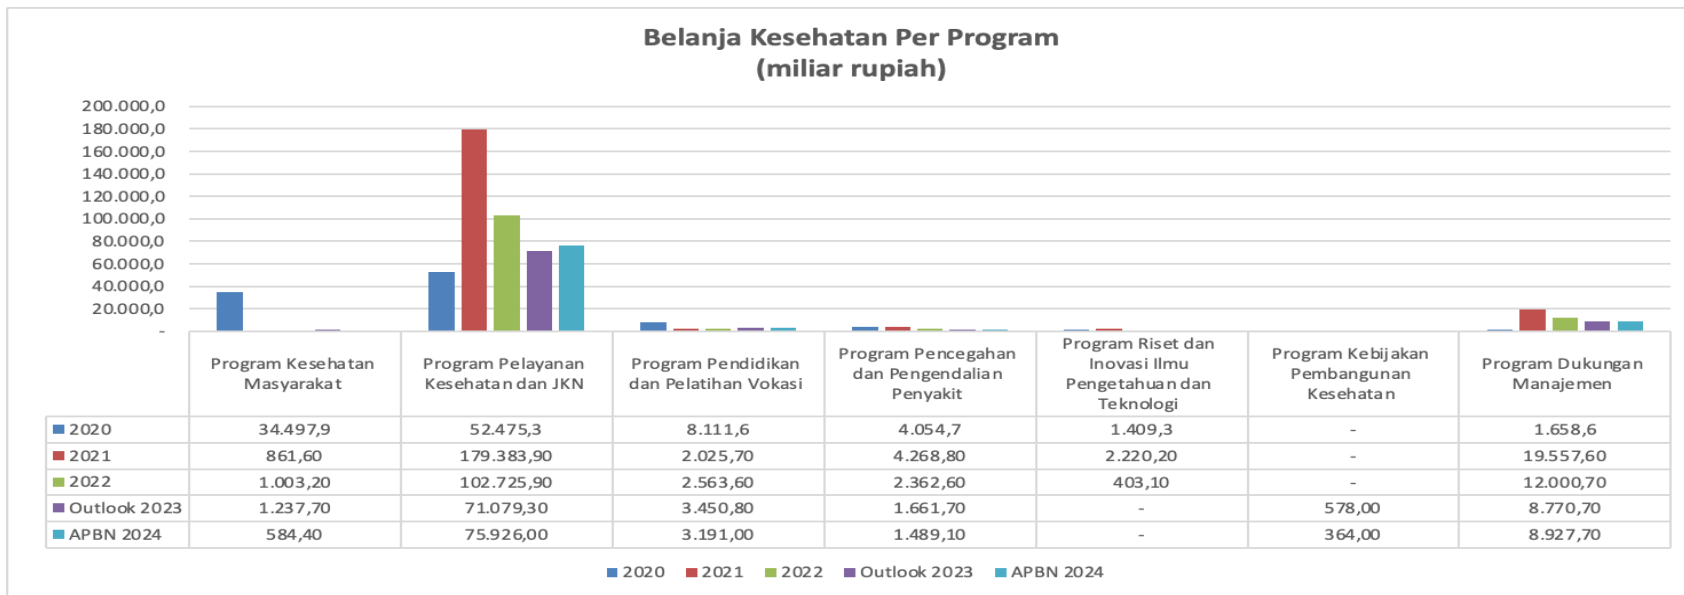 Belanja Kesehatan Per Program
(miliar rupiah)
200.000,0
180.000,0
160.000,0
140.000,0
120.000,0
100.000,0
80.000,0
60.000,0
40.000,0
20.000,0
-
Program Kesehatan
Masyarakat
Program Pelayanan
Kesehatan dan JKN
Program Pendidikan
dan Pelatihan Vokasi
Program Pencegahan
dan Pengendalian
Penyakit
Program Riset dan
Inovasi Ilmu
Pengetahuan dan
Teknologi
Program Kebijakan
Pembangunan
Kesehatan
Program Dukungan
Manajemen
2020 34.497,9 52.475,3 8.111,6 4.054,7 1.409,3 - 1.658,6
2021 861,60 179.383,90 2.025,70 4.268,80 2.220,20 - 19.557,60
2022 1.003,20 102.725,90 2.563,60 2.362,60 403,10 - 12.000,70
Outlook 2023 1.237,70 71.079,30 3.450,80 1.661,70 - 578,00 8.770,70
APBN 2024 584,40 75.926,00 3.191,00 1.489,10 - 364,00 8.927,70
2020 2021 2022 Outlook 2023 APBN 2024